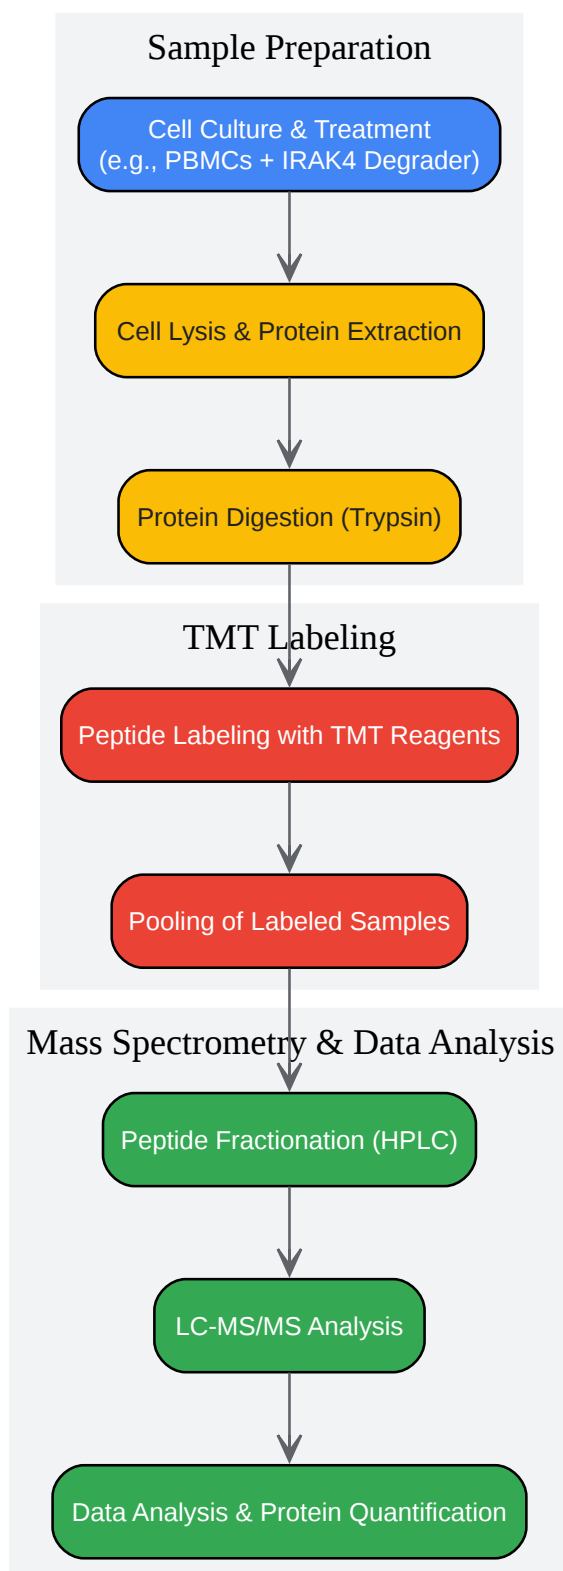 Sample Preparation
Cell Culture & Treatment
(e.g., PBMCs + IRAK4 Degrader)
Cell Lysis & Protein Extraction
Protein Digestion (Trypsin)
TMT Labeling
Peptide Labeling with TMT Reagents
Pooling of Labeled Samples
Mass Spectrometry & Data Analysis
Peptide Fractionation (HPLC)
LC-MS/MS Analysis
Data Analysis & Protein Quantification